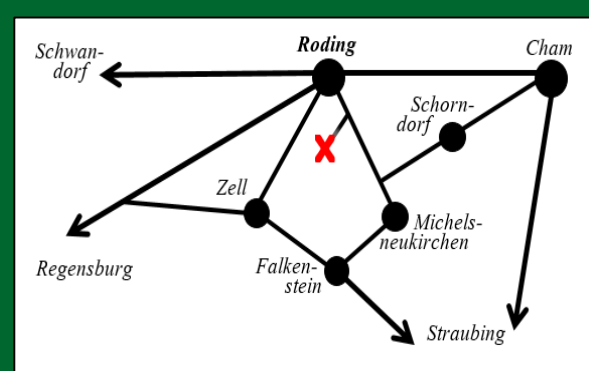 Roding
Schwan-
dorf
Cham
Schorn-
dorf
X
Zell
Michels-
neukirchen
Regensburg
Falken-
stein
Straubing